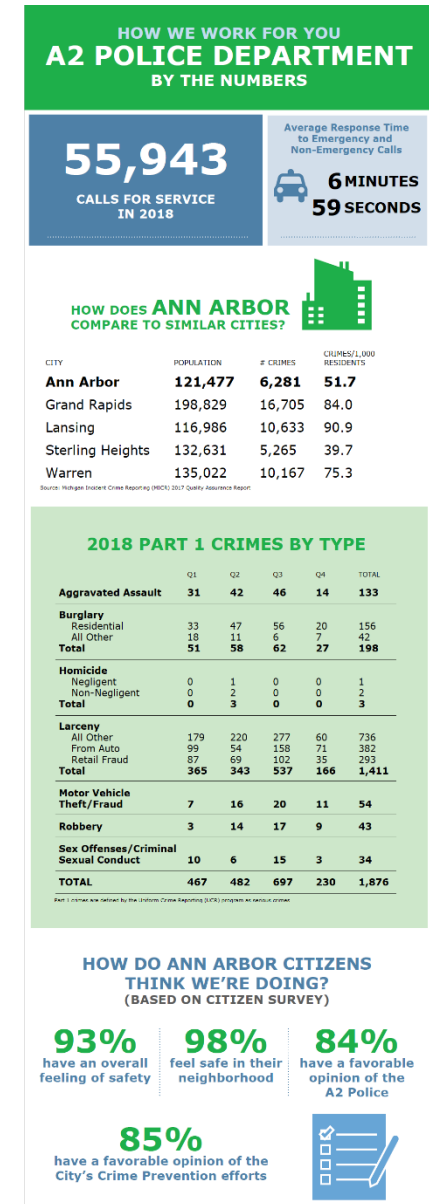 HOW WE WORK FOR YOU
A2 POLICE DEPARTMENT
BY THE NUMBERS
55,943
CALLS FOR SERVICE
IN 2018
Average Response Time
to Emergency and
Non-Emergency Calls
6 MINUTES
59 SECONDS
HOW DOES ANN ARBOR
COMPARE TO SIMILAR CITIES?
CITY POPULATION # CRIMES CRIMES/1,000 RESIDENTS
Ann Arbor 121,477 6,281 51.7
Grand Rapids 198,829 16,705 84.0
Lansing 116,986 10,633 90.9
Sterling Heights 132,631 5,265 39.7
Warren 135,022 10,167 75.3
Source: Michigan Incident Crime Reporting (MICR) 2017 Quality Assurance Report
2018 PART 1 CRIMES BY TYPE
Q1 Q2 Q3 Q4 TOTAL
Aggravated Assault 31 42 46 14 133
Burglary
Residential 33 47 56 20 156
All Other 18 11 6 7 42
Total 51 58 62 27 198
Homicide
Negligent 0 1 0 0 1
Non-Negligent 0 2 0 0 2
Total 0 3 0 0 3
Larceny
All Other 179 220 277 60 736
From Auto 99 54 158 71 382
Retail Fraud 87 69 102 35 293
Total 365 343 537 166 1,411
Motor Vehicle
Theft/Fraud 7 16 20 11 54
Robbery 3 14 17 9 43
Sex Offenses/Criminal
Sexual Conduct 10 6 15 3 34
TOTAL 467 482 697 230 1,876
Part 1 crimes are defined by the Uniform Crime Reporting (UCR) program as serious crimes
HOW DO ANN ARBOR CITIZENS
THINK WE'RE DOING?
(BASED ON CITIZEN SURVEY)
93%
have an overall
feeling of safety
98%
feel safe in their
neighborhood
84%
have a favorable
opinion of the
A2 Police
85%
have a favorable opinion of the
City's Crime Prevention efforts